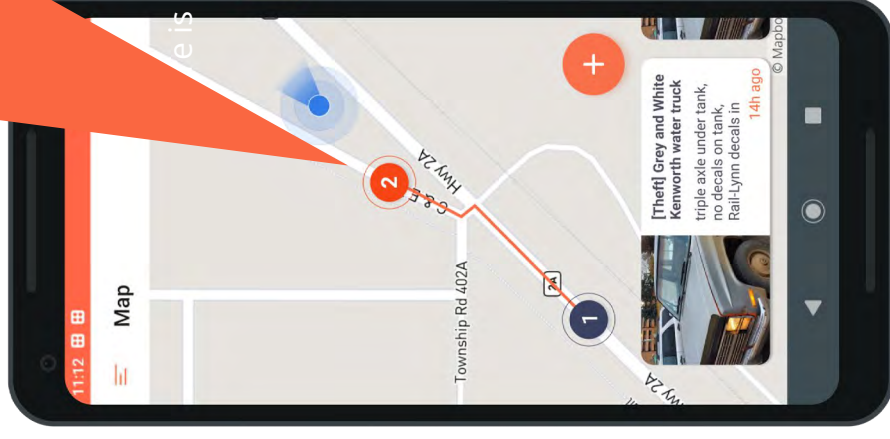 e is
11:12
Map
2
C & E
Hwy 2A
Township Rd 402A
2A
1
Hwy 2A
+
[Theft] Grey and White
Kenworth water truck
triple axle under tank,
no decals on tank,
Rail-Lynn decals in
14h ago
© Mapbo